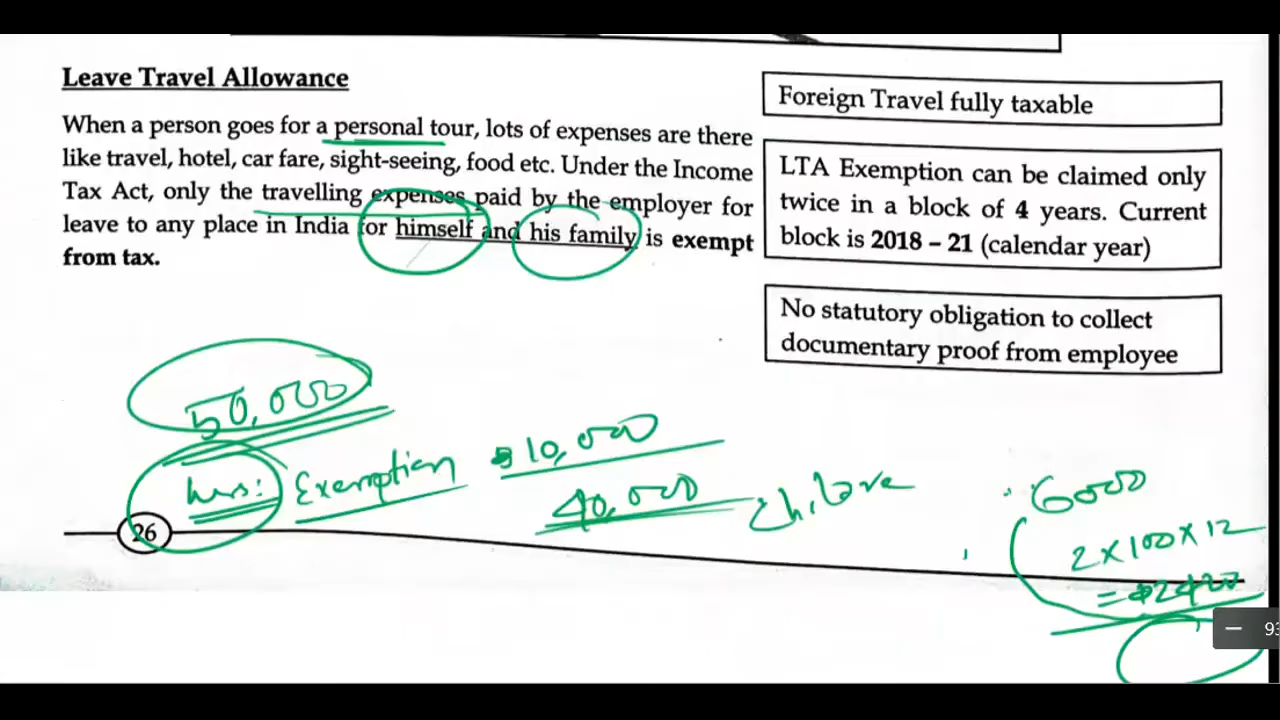 Leave Travel Allowance
When a person goes for a personal tour, lots of expenses are there
like travel, hotel, car fare, sight-seeing, food etc. Under the Income
Tax Act, only the travelling expenses paid by the employer for
leave to any place in India for himself and his family is exempt
from tax.
Foreign Travel fully taxable
LTA Exemption can be claimed only
twice in a block of 4 years. Current
block is 2018 – 21 (calendar year)
No statutory obligation to collect
documentary proof from employee
50,000
Exemption 10,000
40,000
6000
2×100×12
=
26